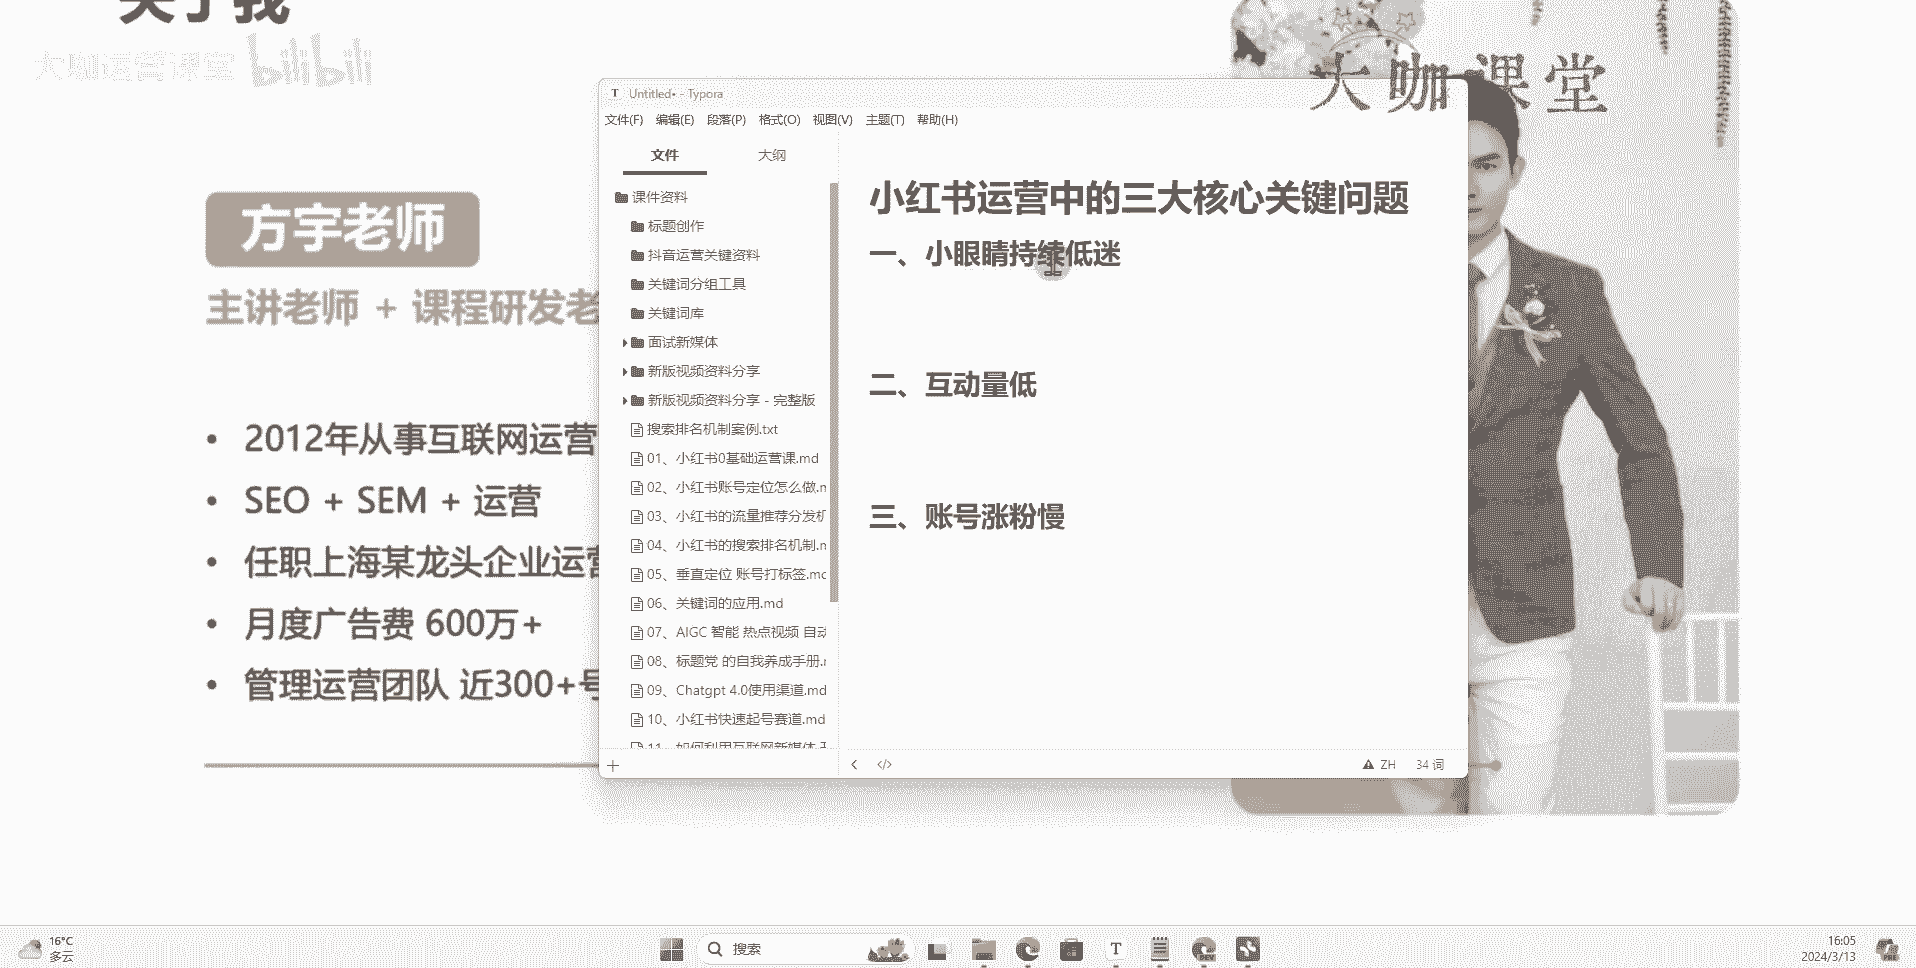 关于我
大咖运营课堂 bilibili
大咖课堂
方宇老师
主讲老师 + 课程研发老
2012年从事互联网运营
SEO + SEM + 运营
任职上海某龙头企业运营
月度广告费 600万+
管理运营团队 近300+号
Untitled• - Typora
文件(F) 编辑(E) 段落(P) 格式(O) 视图(V) 主题(T) 帮助(H)
文件 大纲
课件资料
标题创作
抖音运营关键资料
关键词分组工具
关键词库
面试新媒体
新版视频资料分享
新版视频资料分享 - 完整版
搜索排名机制案例.txt
01、小红书0基础运营课.md
02、小红书账号定位怎么做.m
03、小红书的流量推荐分发机
04、小红书的搜索排名机制.m
05、垂直定位 账号打标签.md
06、关键词的应用.md
07、AIGC 智能 热点视频 自动
08、标题党 的自我养成手册.
09、Chatgpt 4.0使用渠道.md
10、小红书快速起号赛道.md
11、如何利用互联网新媒体
小红书运营中的三大核心关键问题
一、小眼睛持续低迷
二、互动量低
三、账号涨粉慢
ZH 34 词
16°C
多云
搜索
16:05
2024/3/13